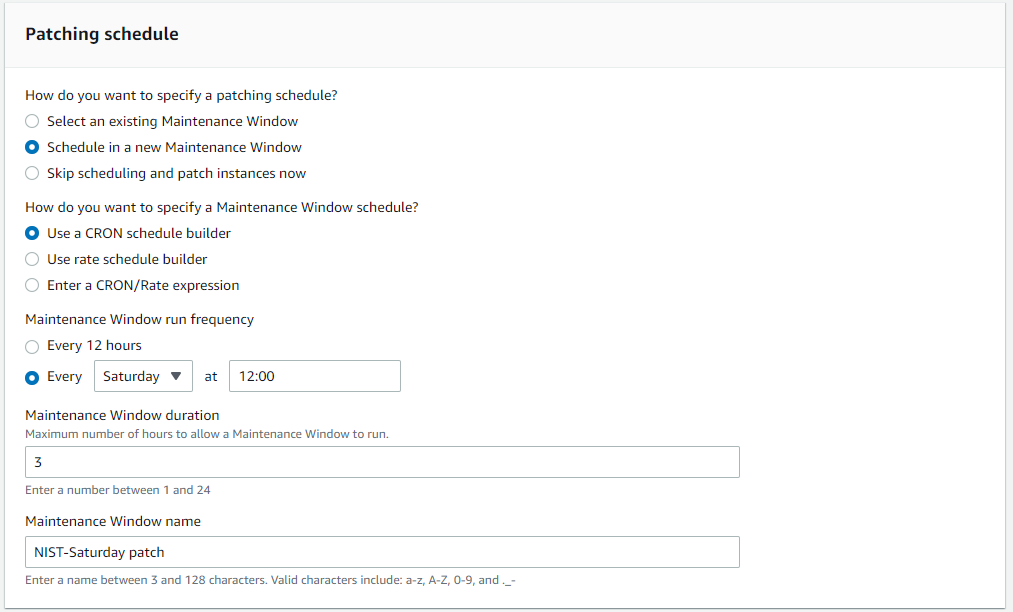 Patching schedule
How do you want to specify a patching schedule?
Select an existing Maintenance Window
Schedule in a new Maintenance Window
Skip scheduling and patch instances now
How do you want to specify a Maintenance Window schedule?
Use a CRON schedule builder
Use rate schedule builder
Enter a CRON/Rate expression
Maintenance Window run frequency
Every 12 hours
Every Saturday at 12:00
Maintenance Window duration
Maximum number of hours to allow a Maintenance Window to run.
3
Enter a number between 1 and 24
Maintenance Window name
NIST-Saturday patch
Enter a name between 3 and 128 characters. Valid characters include: a-z, A-Z, 0-9, and ._-